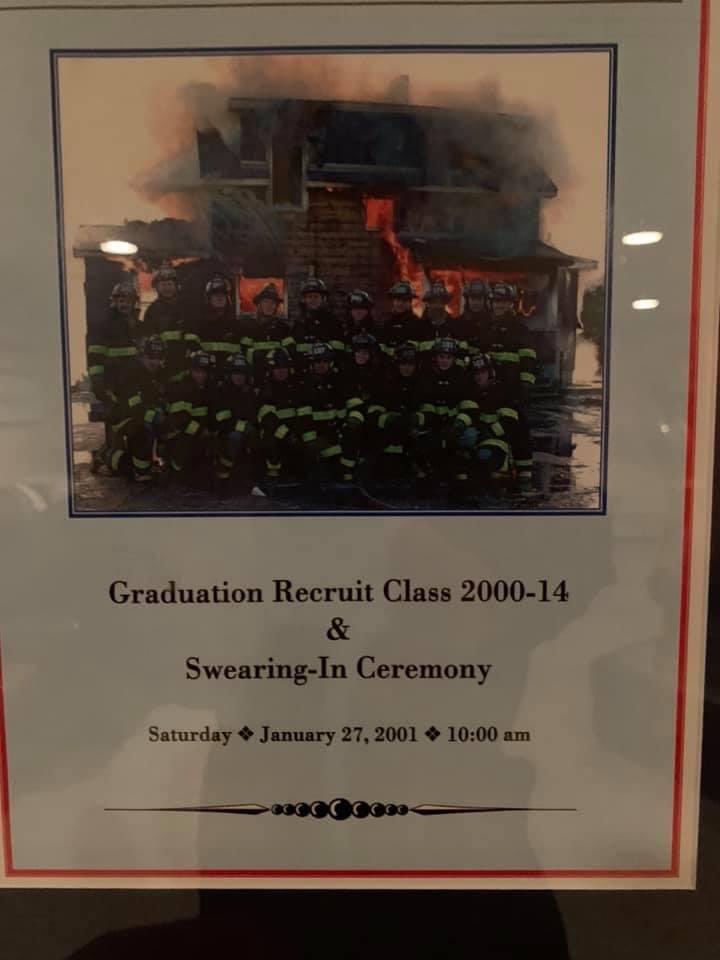 Graduation Recruit Class 2000-14
&
Swearing-In Ceremony
Saturday ❖ January 27, 2001 ❖ 10:00 am